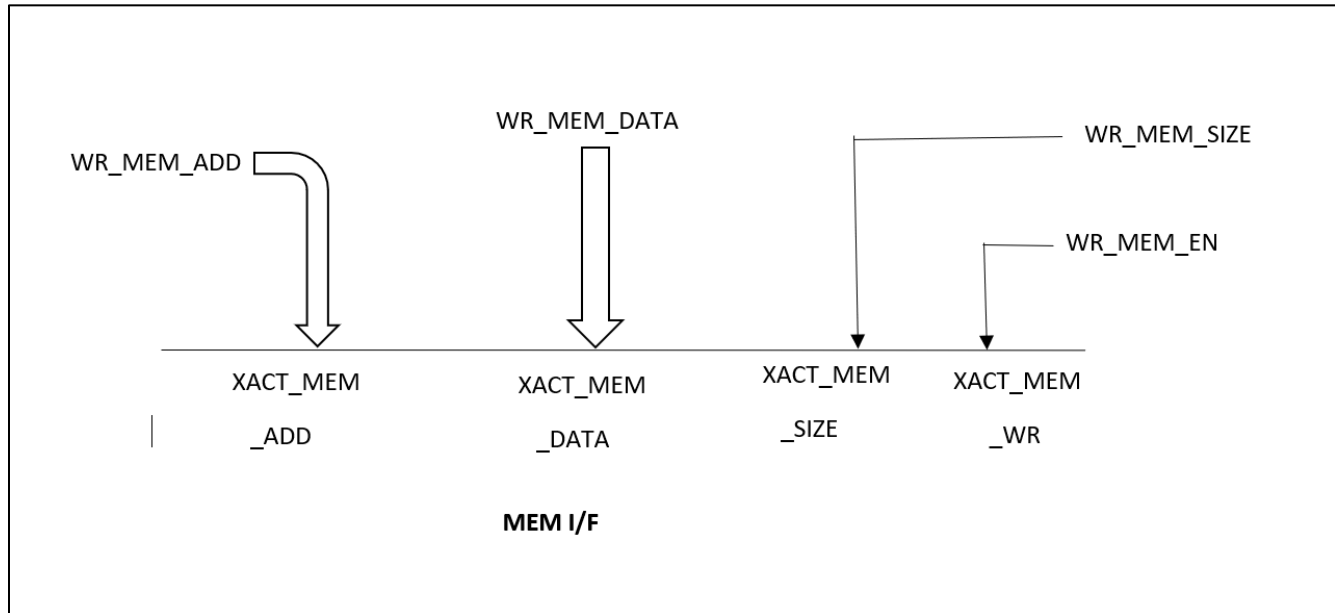 WR_MEM_DATA
WR_MEM_SIZE
WR_MEM_ADD
WR_MEM_EN
XACT_MEM
_ADD
XACT_MEM
_DATA
XACT_MEM
_SIZE
XACT_MEM
_WR
MEM I/F